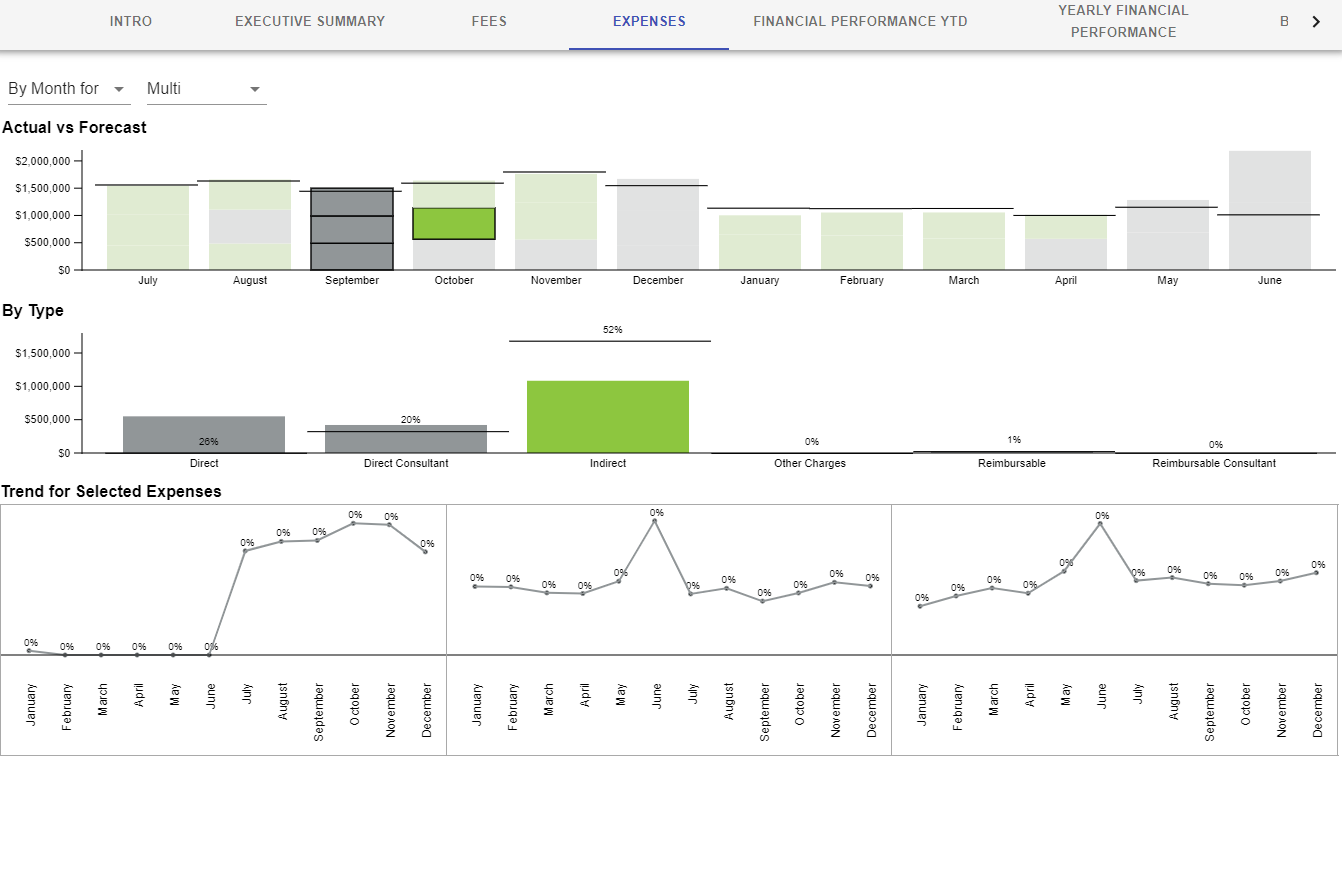 INTRO
EXECUTIVE SUMMARY
FEES
EXPENSES
FINANCIAL PERFORMANCE YTD
YEARLY FINANCIAL
PERFORMANCE
B
By Month for
Multi
Actual vs Forecast
$2,000,000
$1,500,000
$1,000,000
$500,000
$0
July August September October November December January February March April May June
By Type
52%
$1,500,000
$1,000,000
$500,000
20%
26% 0% 1% 0%
$0
Direct Direct Consultant Indirect Other Charges Reimbursable Reimbursable Consultant
Trend for Selected Expenses
0% 0% 0% 0% 0% 0% 0% 0% 0% 0% 0% 0%
January February March April May June July August September October November December
0% 0% 0% 0% 0% 0% 0% 0% 0% 0% 0% 0%
January February March April May June July August September October November December
0% 0% 0% 0% 0% 0% 0% 0% 0% 0% 0% 0%
January February March April May June July August September October November December